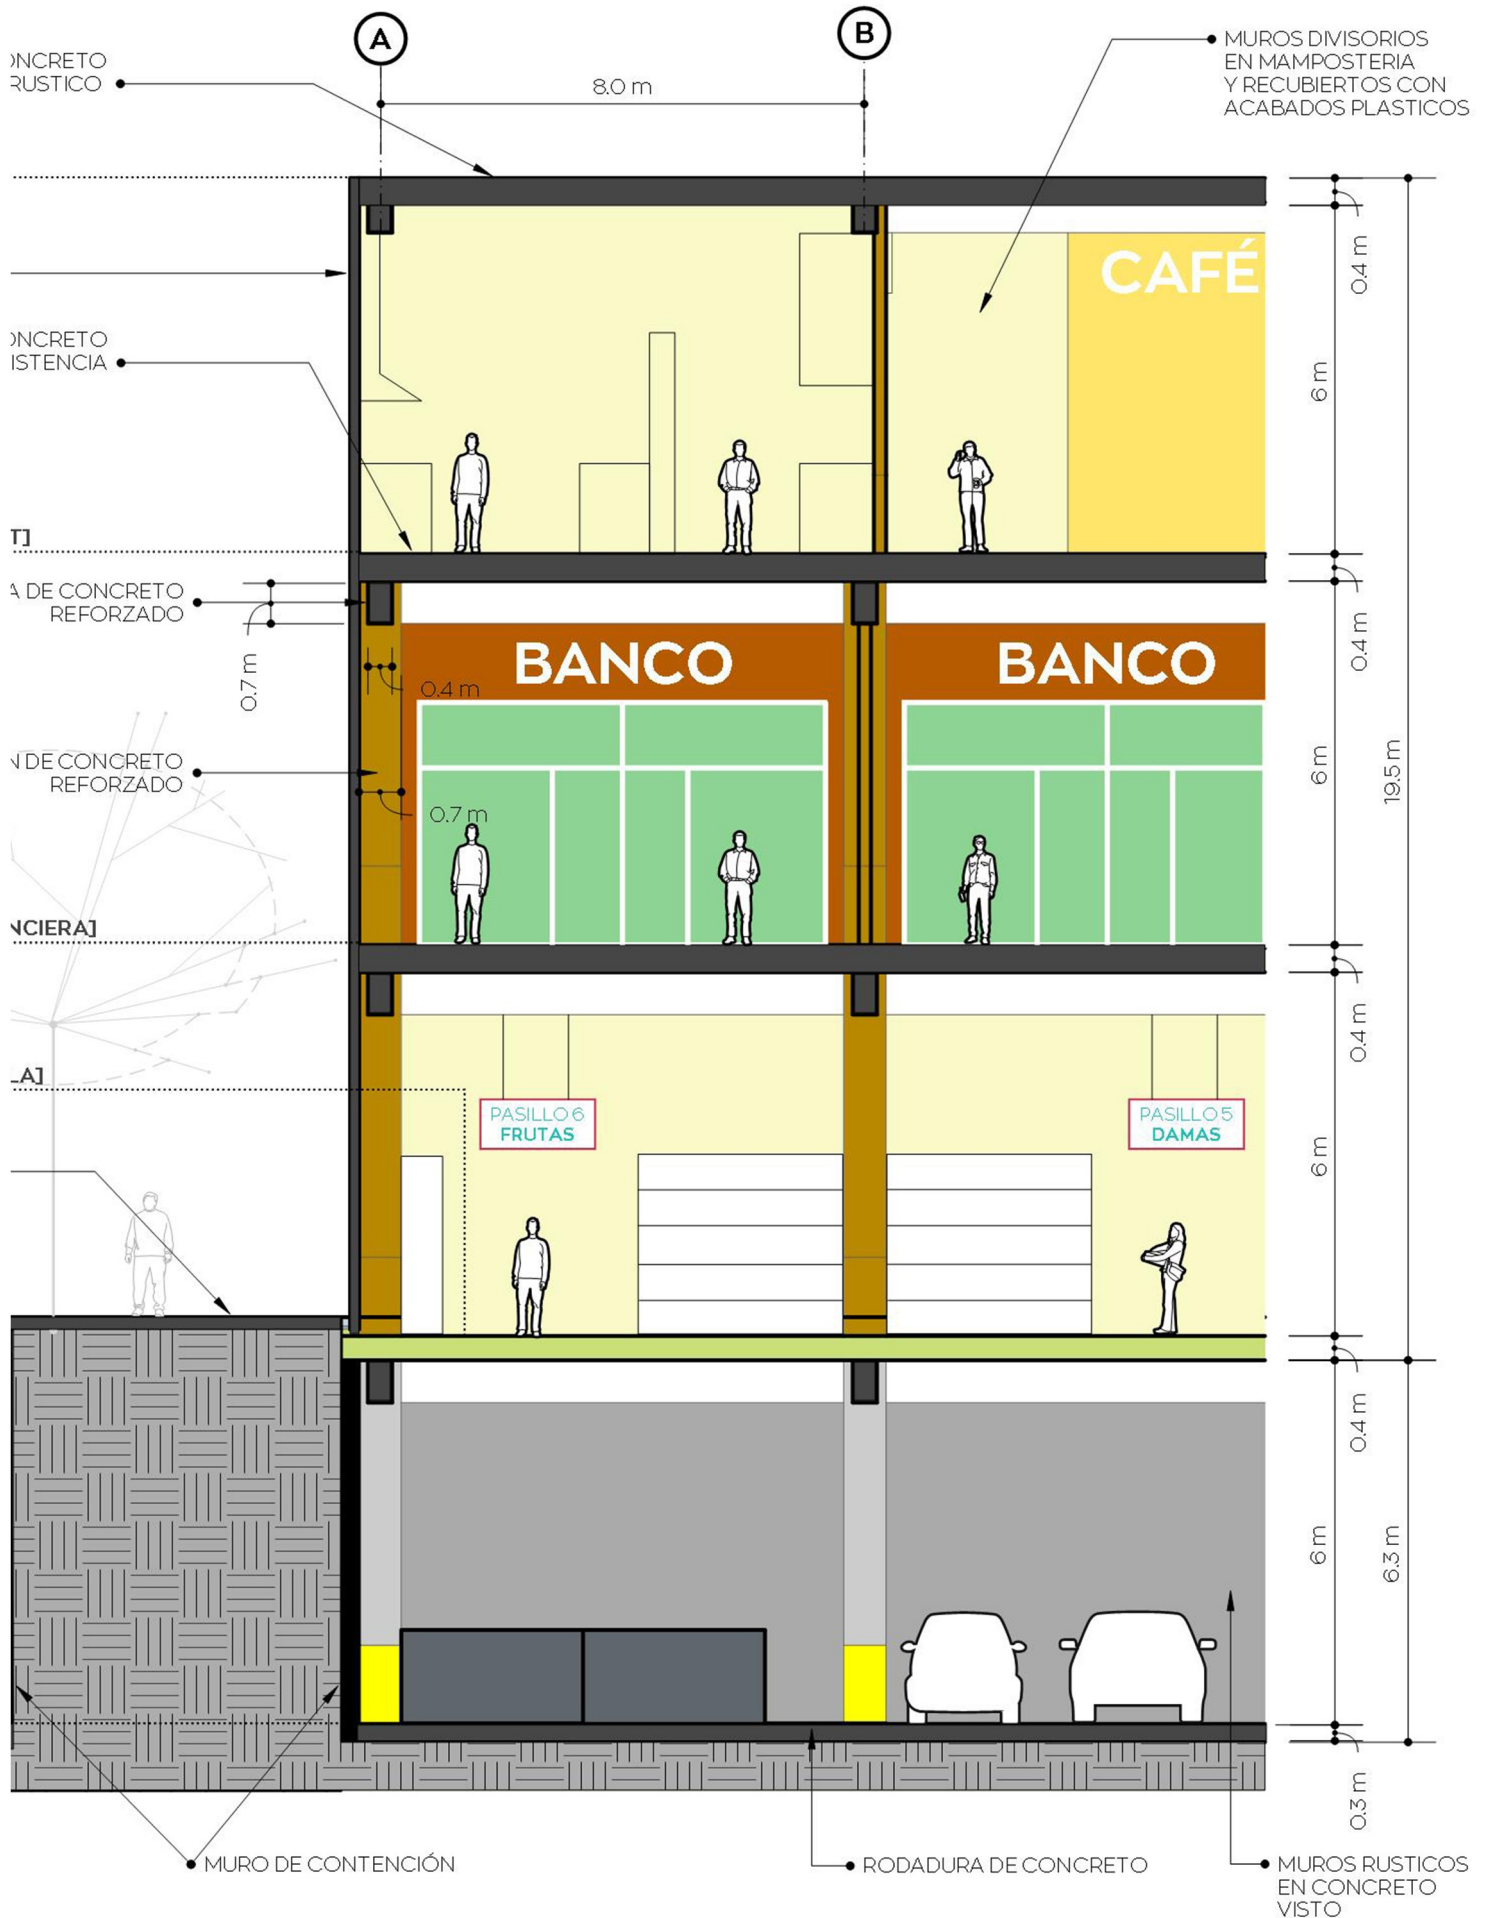 A
B
8.0 m
MUROS DIVISORIOS
EN MAMPOSTERIA
Y RECUBIERTOS CON
ACABADOS PLASTICOS
ONCRETO
RUSTICO
CAFÉ
0.4 m
6 m
ONCRETO
ISTENCIA
T]
A DE CONCRETO
REFORZADO
0.7 m
BANCO
BANCO
0.4 m
0.4 m
N DE CONCRETO
REFORZADO
0.7 m
6 m
19.5 m
NCIERA]
0.4 m
LA]
PASILLO 6
FRUTAS
PASILLO 5
DAMAS
6 m
0.4 m
6 m
6.3 m
0.3 m
MURO DE CONTENCIÓN
RODADURA DE CONCRETO
MUROS RUSTICOS
EN CONCRETO
VISTO